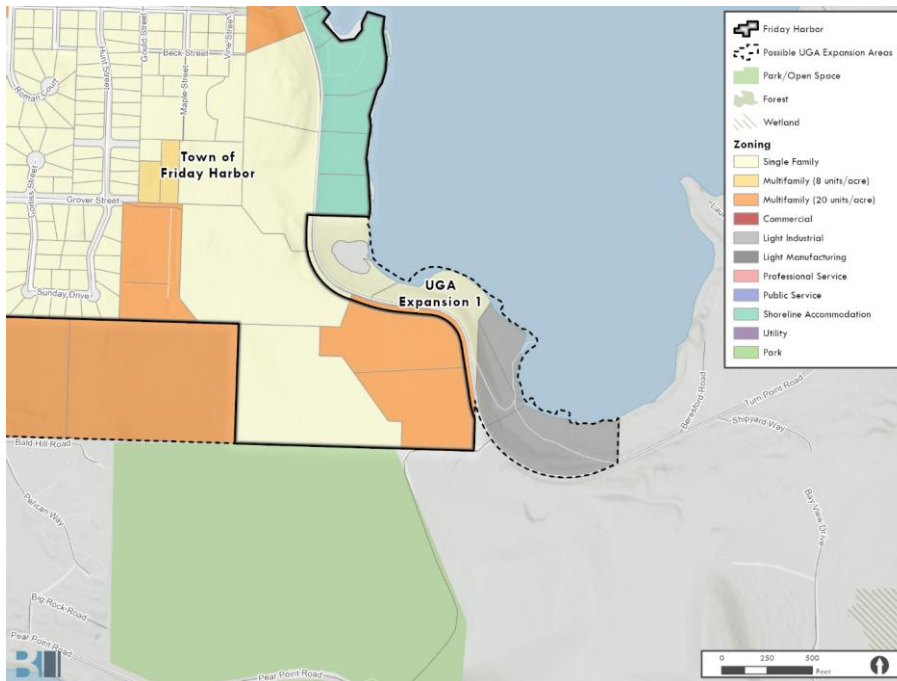 Gould Street
Beck Street
Vine Street
Hunt Street
Maple Street
Roman Court
Town of
Friday Harbor
Corliss Street
Grover Street
Sunday Drive
UGA
Expansion 1
Bald Hill Road
Pelican Way
Big Rock Road
Pear Point Road
Pear Point Road
Beresford Road
Turn Point Road
Shipyard Way
Bay View Drive
Friday Harbor
Possible UGA Expansion Areas
Park/Open Space
Forest
Wetland
Zoning
Single Family
Multifamily (8 units/acre)
Multifamily (20 units/acre)
Commercial
Light Industrial
Light Manufacturing
Professional Service
Public Service
Shoreline Accommodation
Utility
Park
0 250 500
Feet